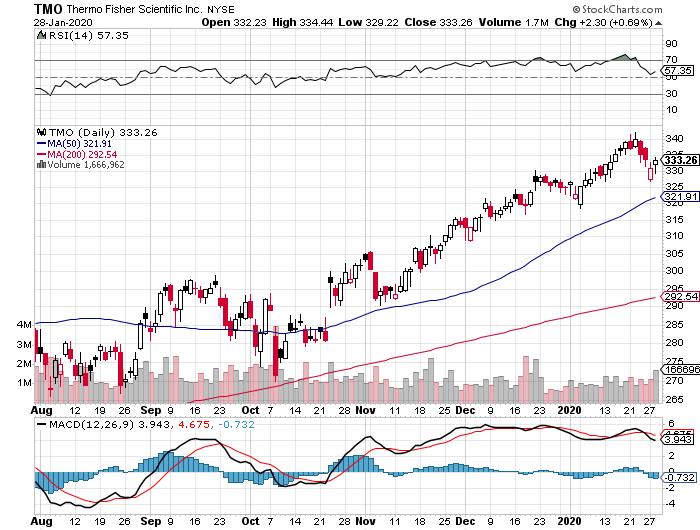 TMO Thermo Fisher Scientific Inc. NYSE © StockCharts.com
28-Jan-2020 Open 332.23 High 334.44 Low 329.22 Close 333.26 Volume 1.7M Chg +2.30 (+0.69%)
RSI(14) 57.35
90
70
57.35
50
30
10
TMO (Daily) 333.26
MA(50) 321.91
MA(200) 292.54
Volume 1,666,962
340
335
333.26
330
325
321.91
320
315
310
305
300
295
292.54
290
285
280
275
270
265
4M
3M
2M
1M
166696
Aug 12 19 26 Sep 9 16 23 Oct 7 14 21 28 Nov 11 18 25 Dec 9 16 23 2020 13 21 27
MACD(12,26,9) 3.943, 4.675, -0.732
6
4.675
3.943
2
0
-0.732
-2
-4
Aug 12 19 26 Sep 9 16 23 Oct 7 14 21 28 Nov 11 18 25 Dec 9 16 23 2020 13 21 27